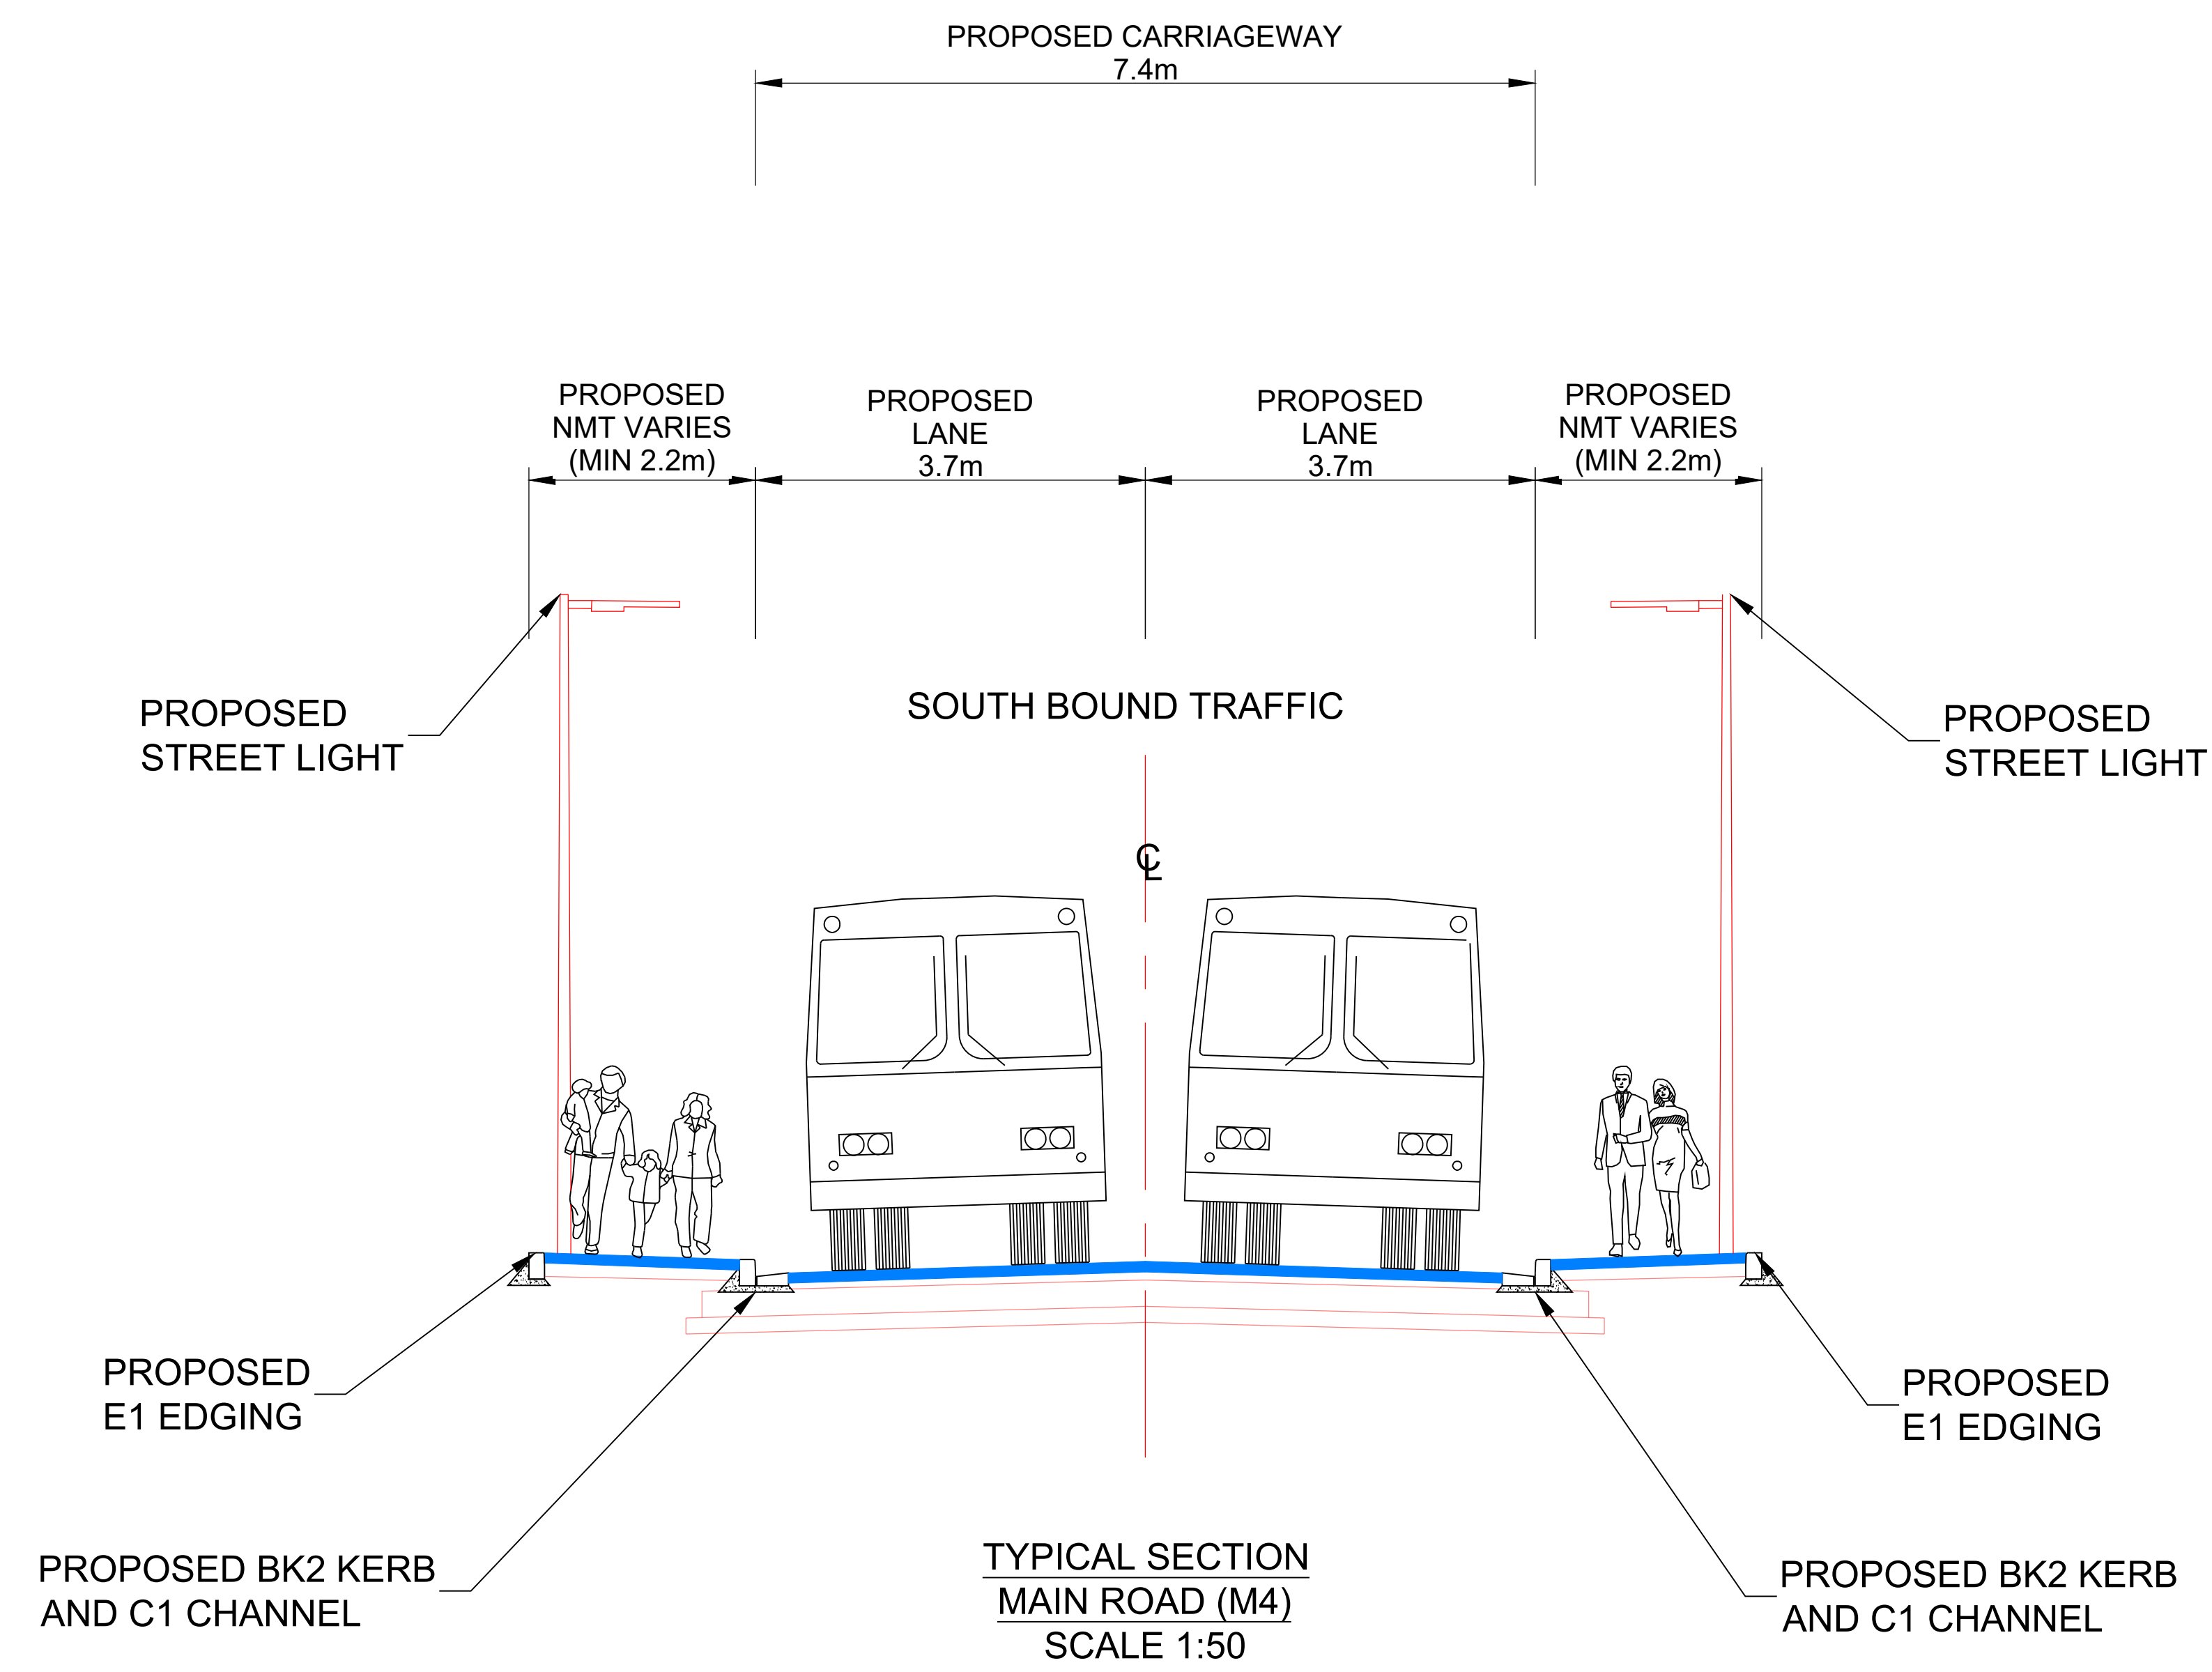 PROPOSED CARRIAGEWAY
7.4m
PROPOSED
NMT VARIES
(MIN 2.2m)
PROPOSED
LANE
3.7m
PROPOSED
LANE
3.7m
PROPOSED
NMT VARIES
(MIN 2.2m)
SOUTH BOUND TRAFFIC
PROPOSED
STREET LIGHT
PROPOSED
STREET LIGHT
℄
PROPOSED
E1 EDGING
PROPOSED
E1 EDGING
PROPOSED BK2 KERB
AND C1 CHANNEL
TYPICAL SECTION
MAIN ROAD (M4)
SCALE 1:50
PROPOSED BK2 KERB
AND C1 CHANNEL